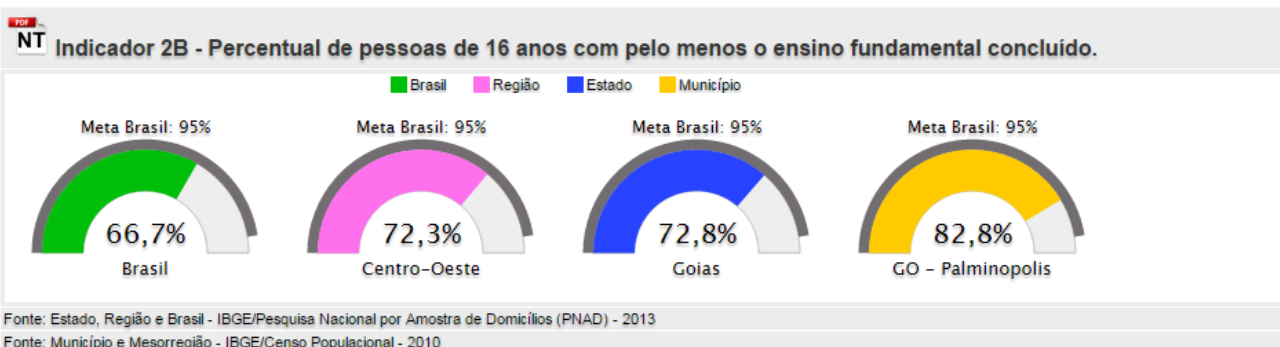 PDF
NT Indicador 2B - Percentual de pessoas de 16 anos com pelo menos o ensino fundamental concluído.
Brasil Região Estado Município
Meta Brasil: 95% Meta Brasil: 95% Meta Brasil: 95% Meta Brasil: 95%
66,7% 72,3% 72,8% 82,8%
Brasil Centro-Oeste Goias GO - Palminopolis
Fonte: Estado, Região e Brasil - IBGE/Pesquisa Nacional por Amostra de Domicílios (PNAD) - 2013
Fonte: Município e Mesorregião - IBGE/Censo Populacional - 2010